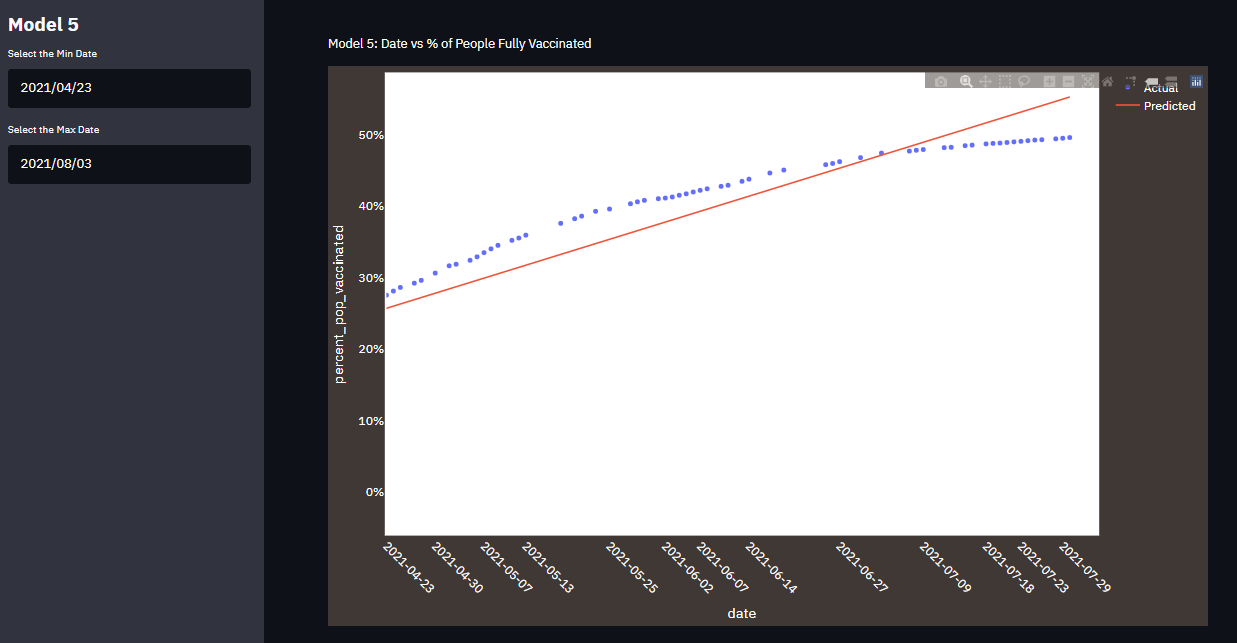 Model 5
Select the Min Date
2021/04/23
Select the Max Date
2021/08/03
Model 5: Date vs % of People Fully Vaccinated
Actual
Predicted
50%
40%
30%
20%
10%
0%
percent_pop_vaccinated
2021-04-23
2021-04-30
2021-05-07
2021-05-13
2021-05-25
2021-06-02
2021-06-07
2021-06-14
2021-06-27
2021-07-09
2021-07-18
2021-07-23
2021-07-29
date